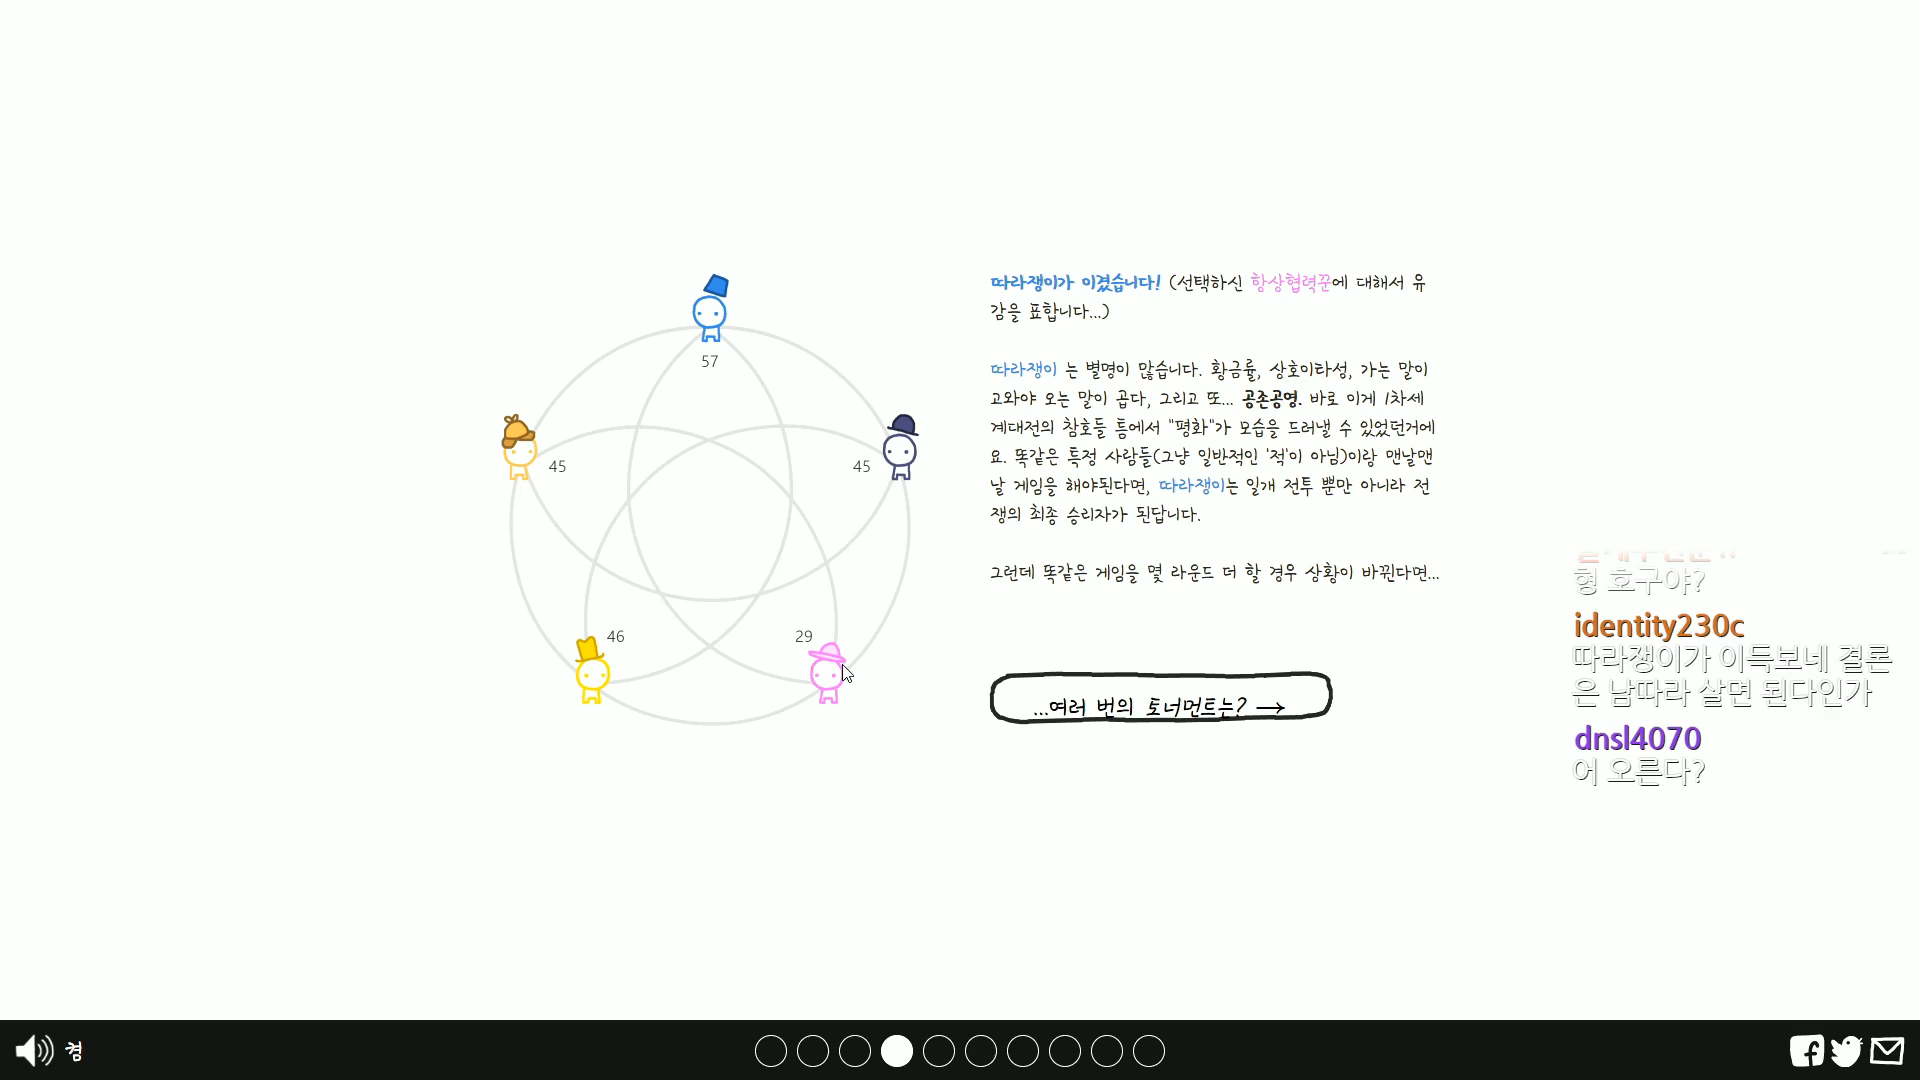 57
45
45
46
29
따라쟁이가 이겼습니다! (선택하신 항상협력꾼에 대해서 유
감을 표합니다...)
따라쟁이 는 별명이 많습니다. 황금률, 상호이타성, 가는 말이
고와야 오는 말이 곱다, 그리고 또... 공존공영. 바로 이게 1차세
계대전의 참호들 틈에서 "평화"가 모습을 드러낼 수 있었던거에
요. 똑같은 특정 사람들(그냥 일반적인 '적'이 아님)이랑 맨날맨
날 게임을 해야된다면, 따라쟁이는 일개 전투 뿐만 아니라 전
쟁의 최종 승리자가 된답니다.
그런데 똑같은 게임을 몇 라운드 더 할 경우 상황이 바뀐다면...
...여러 번의 토너먼트는? →
형 호구야?
identity230c
따라쟁이가 이득보네 결론
은 남따라 살면 된다인가
dnsl4070
어 오른다?
켬